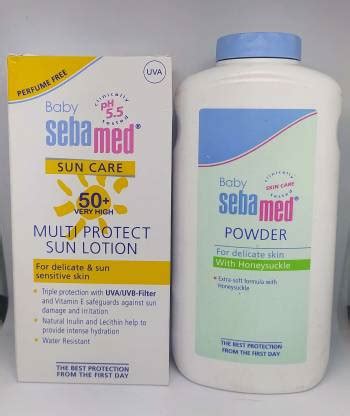 PERFUME FREE
UVA
Baby
clinically
pH
5.5
tested
sebamed®
SUN CARE
50+
VERY HIGH
MULTI PROTECT
SUN LOTION
For delicate & sun
sensitive skin
• Triple protection with UVA/UVB-Filter
and Vitamin E safeguards against sun
damage and irritation
• Natural Inulin and Lecithin help to
provide intense hydration
• Water Resistant
THE BEST PROTECTION
FROM THE FIRST DAY
Baby
clinically
SKIN CARE
tested
sebamed®
POWDER
For delicate skin
With Honeysuckle
• Extra soft formula with
honeysuckle
THE BEST PROTECTION
FROM THE FIRST DAY